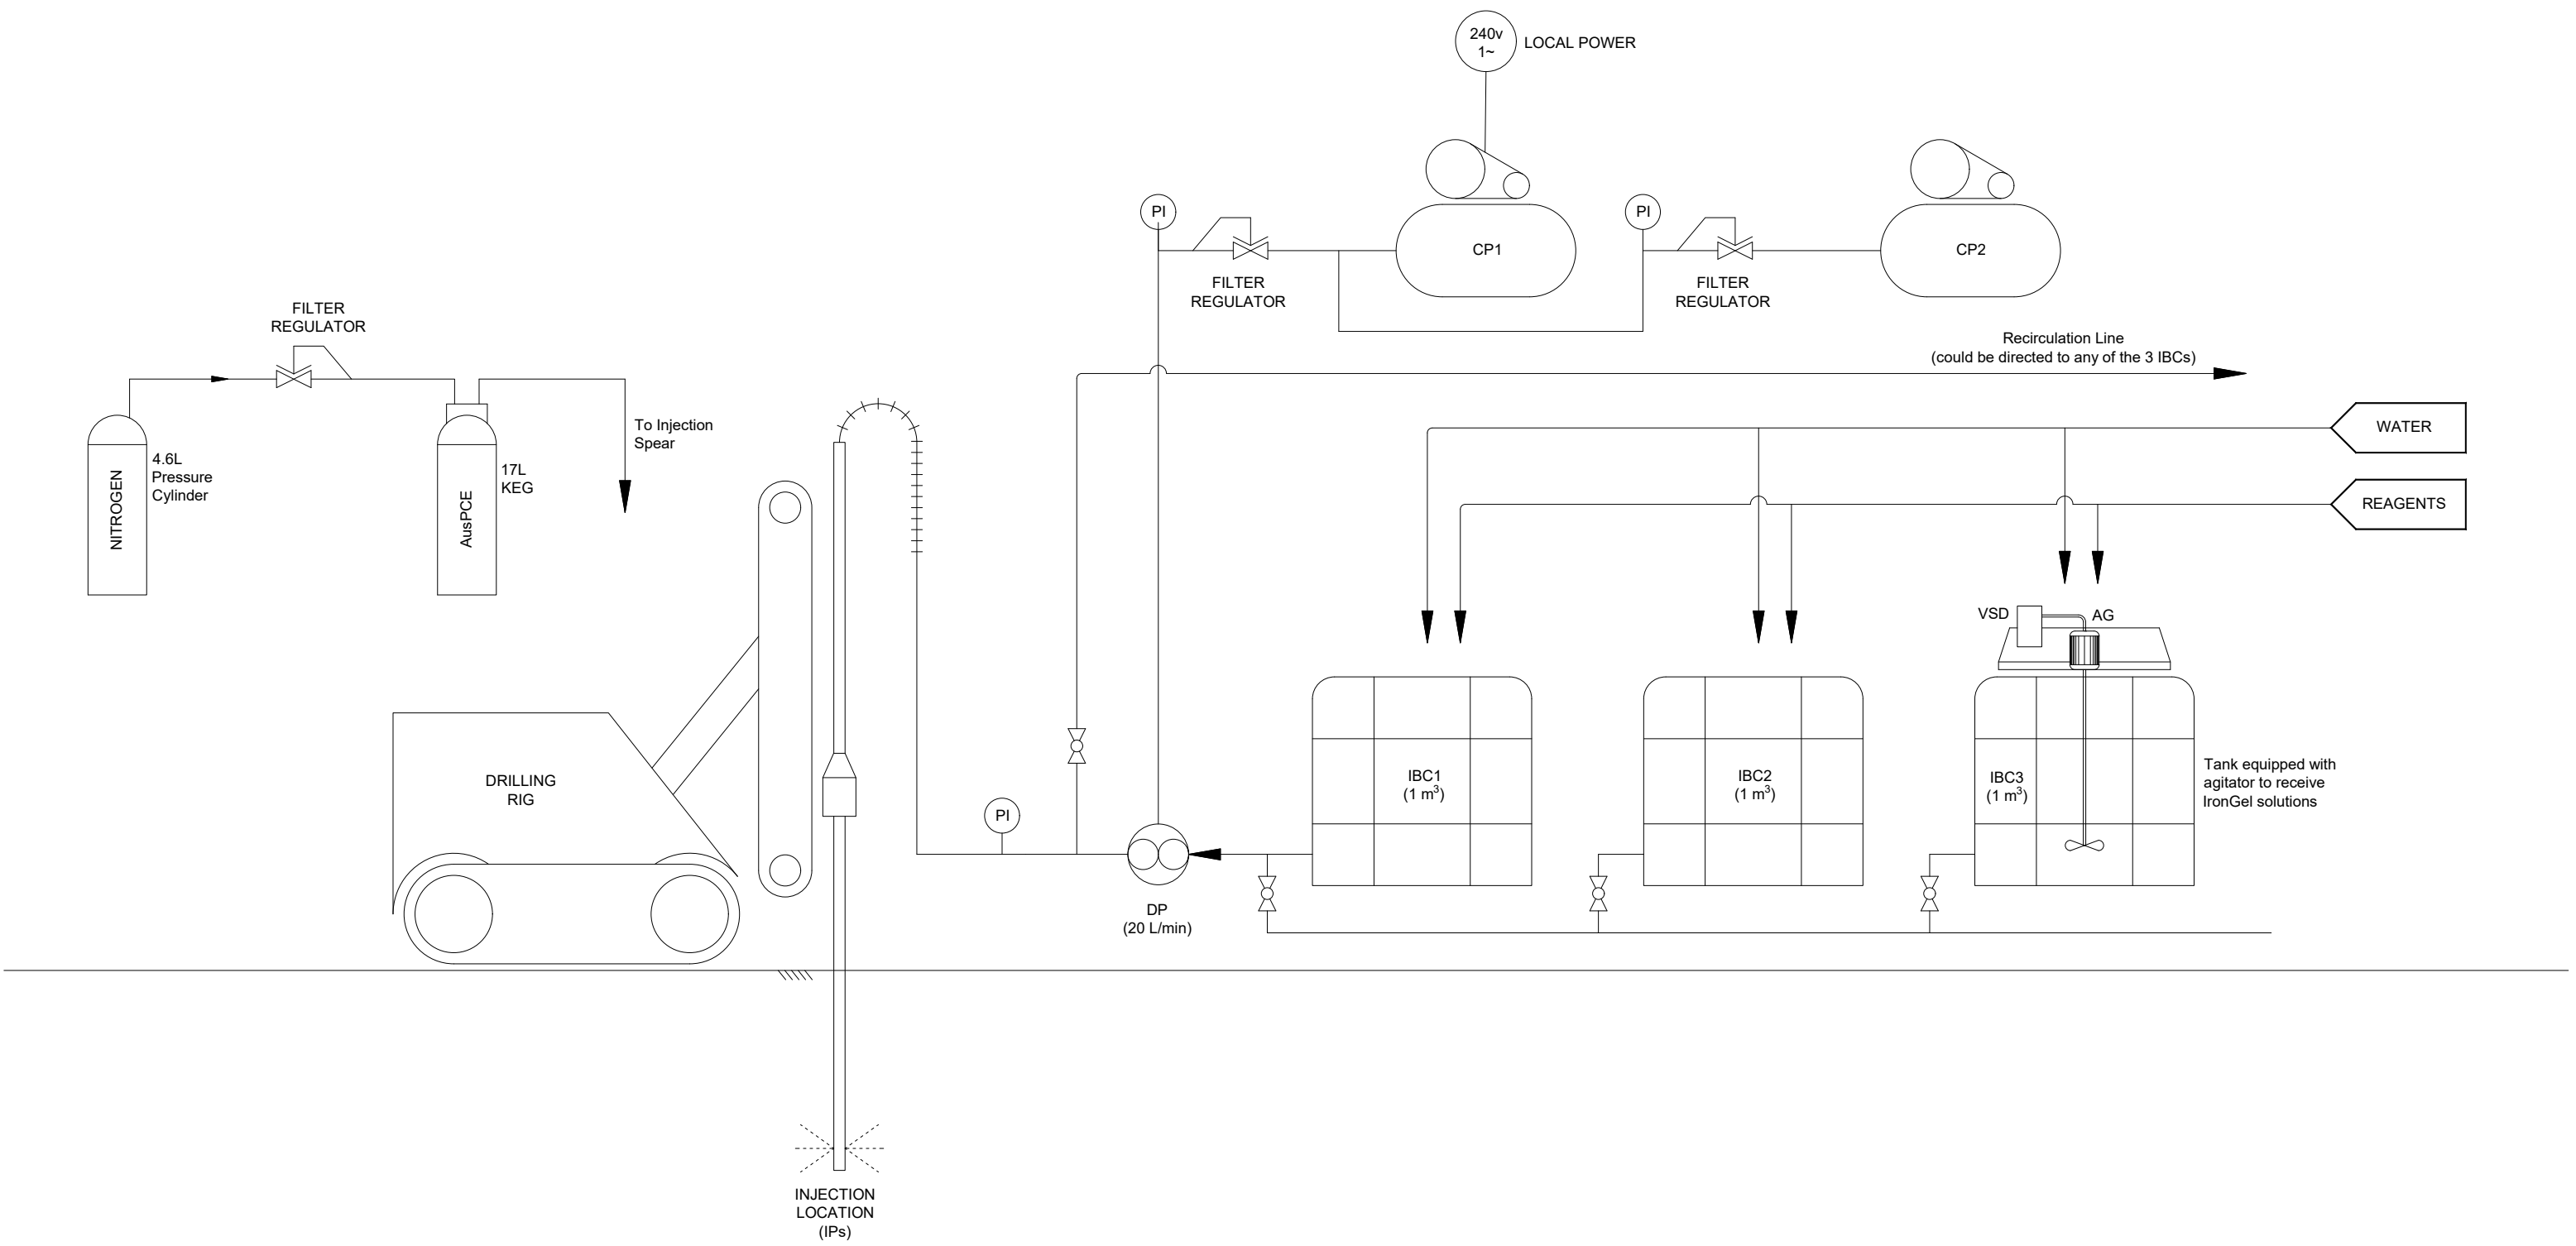 240v
1~
LOCAL POWER
PI
PI
CP1
CP2
FILTER
REGULATOR
FILTER
REGULATOR
FILTER
REGULATOR
Recirculation Line
(could be directed to any of the 3 IBCs)
To Injection
Spear
WATER
4.6L
Pressure
Cylinder
17L
KEG
NITROGEN
AusPCE
REAGENTS
VSD
AG
DRILLING
RIG
IBC1
(1 m³)
IBC2
(1 m³)
IBC3
(1 m³)
Tank equipped with
agitator to receive
IronGel solutions
PI
DP
(20 L/min)
INJECTION
LOCATION
(IPs)